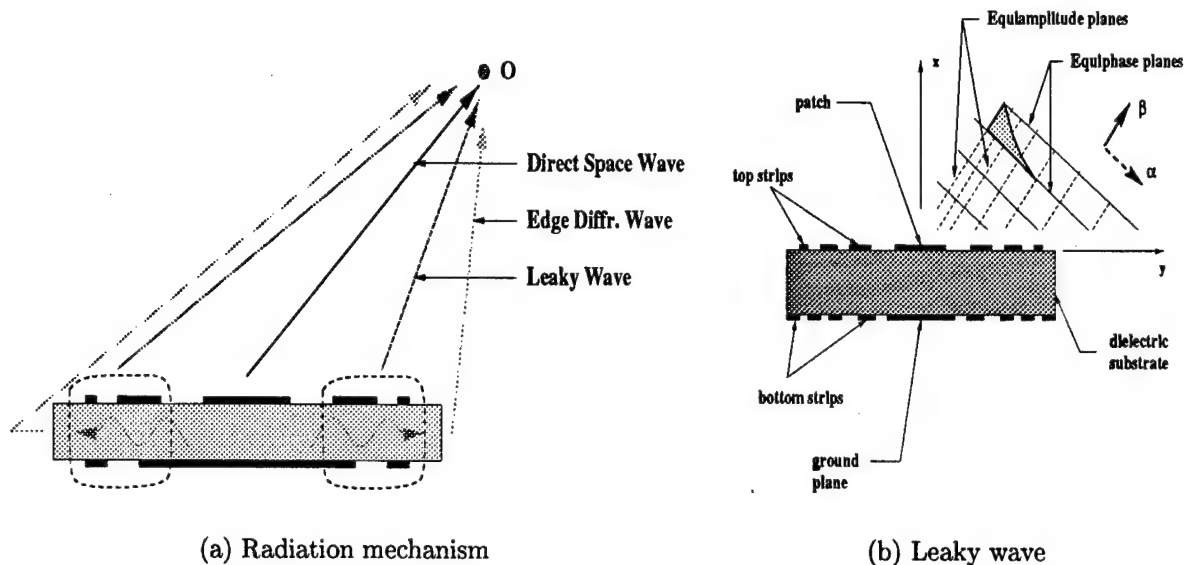 O
Direct Space Wave
Edge Diffr. Wave
Leaky Wave
(a) Radiation mechanism
Equiamplitude planes
x
Equiphase planes
patch
β
α
top strips
y
dielectric
substrate
bottom strips
ground
plane
(b) Leaky wave